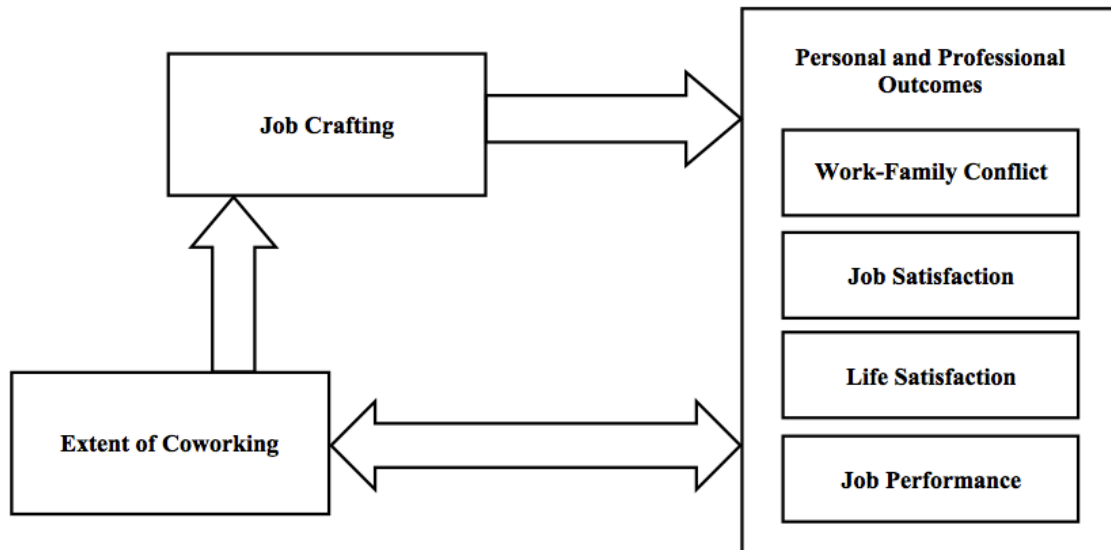 Personal and Professional
Outcomes
Job Crafting
Work-Family Conflict
Job Satisfaction
Life Satisfaction
Extent of Coworking
Job Performance